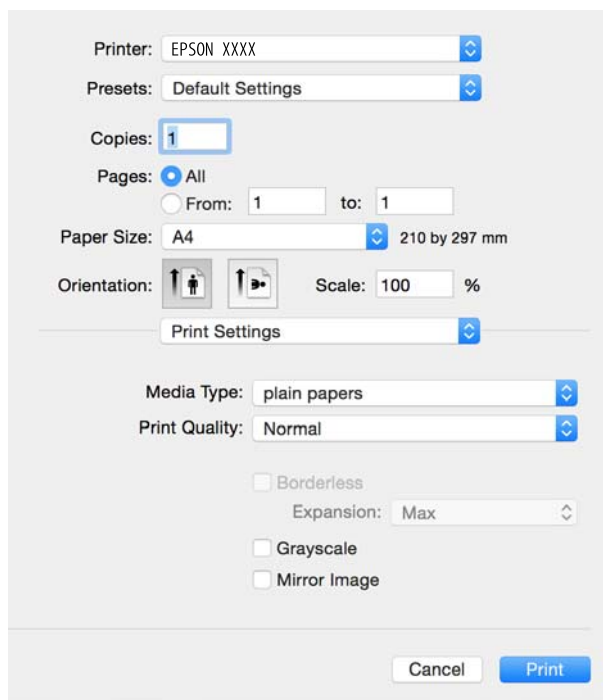 Printer: EPSON XXXX
Presets: Default Settings
Copies: 1
Pages: All
From: 1 to: 1
Paper Size: A4 210 by 297 mm
Orientation: Scale: 100 %
Print Settings
Media Type: plain papers
Print Quality: Normal
Borderless
Expansion: Max
Grayscale
Mirror Image
Cancel Print